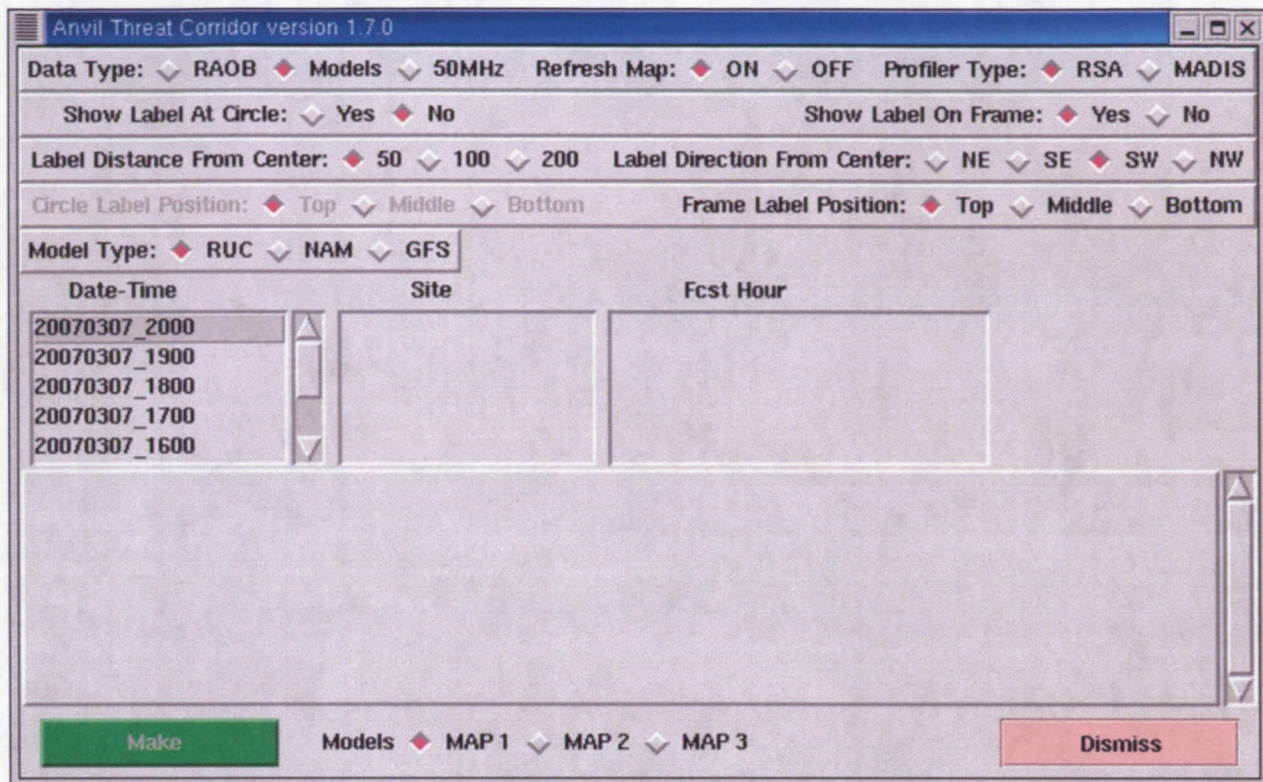 Anvil Threat Corridor version 1.7.0
Data Type: RAOB Models 50MHz Refresh Map: ON OFF Profiler Type: RSA MADIS
Show Label At Circle: Yes No Show Label On Frame: Yes No
Label Distance From Center: 50 100 200 Label Direction From Center: NE SE SW NW
Circle Label Position: Top Middle Bottom Frame Label Position: Top Middle Bottom
Model Type: RUC NAM GFS
Date-Time Site Fcst Hour
20070307_2000
20070307_1900
20070307_1800
20070307_1700
20070307_1600
Make Models MAP 1 MAP 2 MAP 3 Dismiss